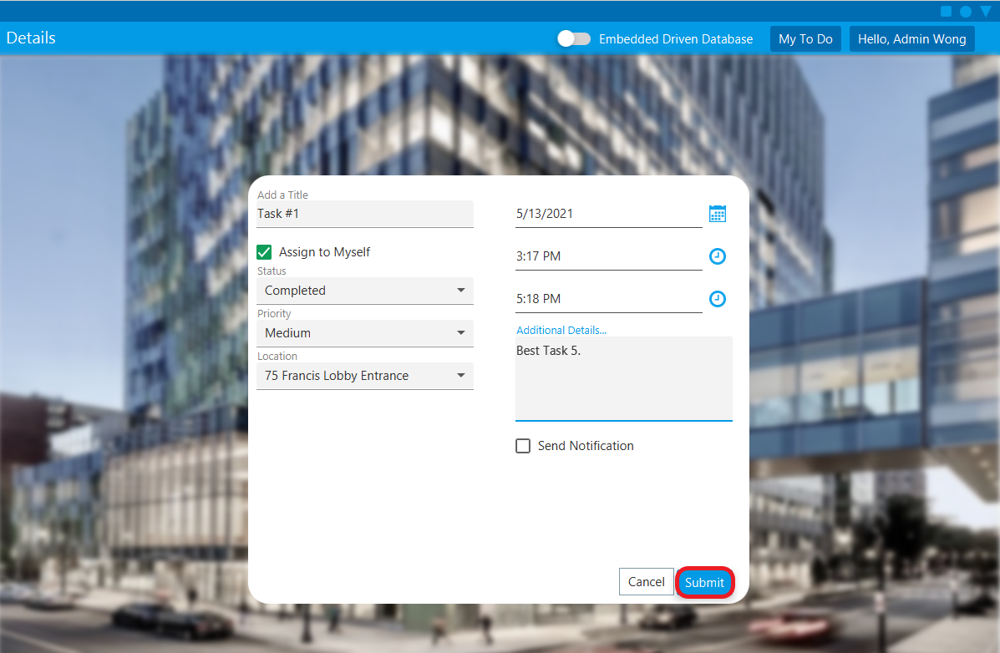 Details
Embedded Driven Database
My To Do
Hello, Admin Wong
Add a Title
Task #1
Assign to Myself
Status
Completed
Priority
Medium
Location
75 Francis Lobby Entrance
5/13/2021
3:17 PM
5:18 PM
Additional Details...
Best Task 5.
Send Notification
Cancel
Submit